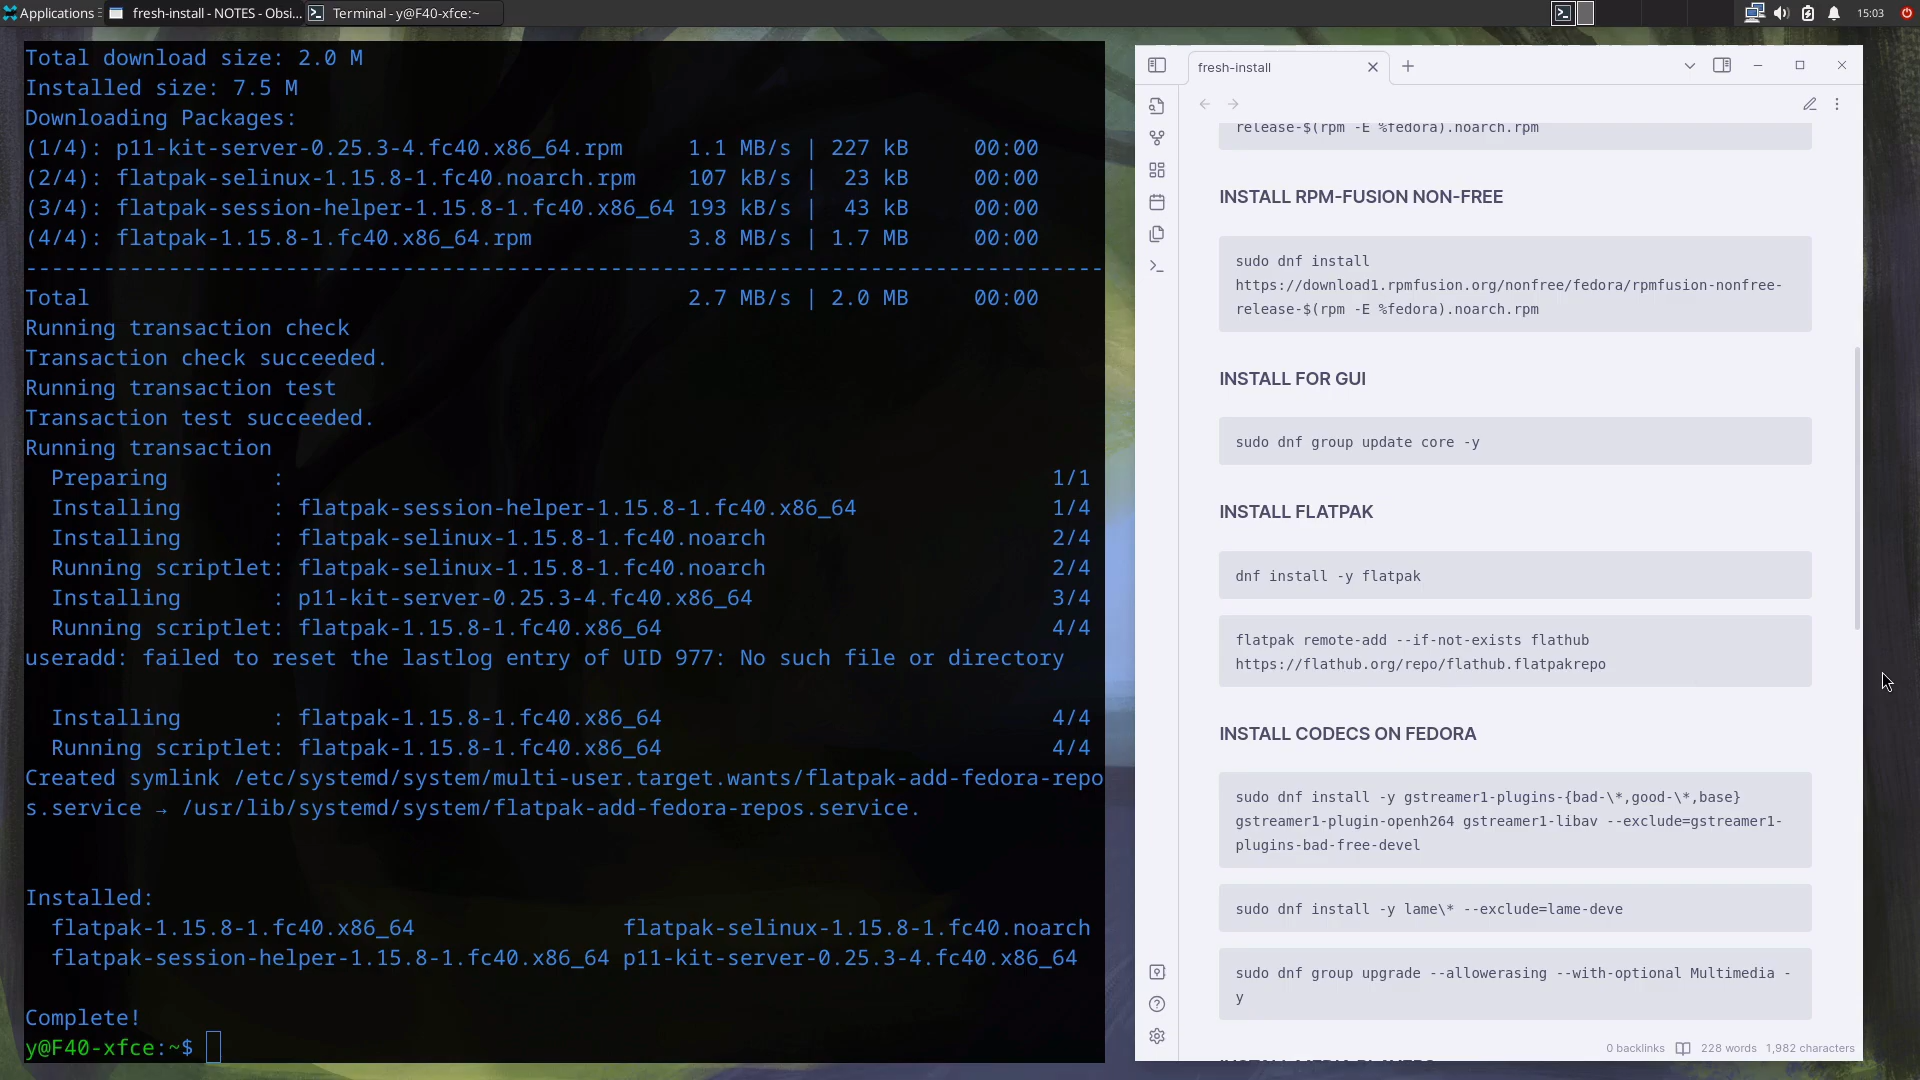 Applications
fresh-install - NOTES - Obsi...
Terminal - y@F40-xfce:~
15:03
Total download size: 2.0 M
Installed size: 7.5 M
Downloading Packages:
(1/4): p11-kit-server-0.25.3-4.fc40.x86_64.rpm 1.1 MB/s | 227 kB 00:00
(2/4): flatpak-selinux-1.15.8-1.fc40.noarch.rpm 107 kB/s | 23 kB 00:00
(3/4): flatpak-session-helper-1.15.8-1.fc40.x86_64 193 kB/s | 43 kB 00:00
(4/4): flatpak-1.15.8-1.fc40.x86_64.rpm 3.8 MB/s | 1.7 MB 00:00
-----------------------------------------------------------------------------------
Total 2.7 MB/s | 2.0 MB 00:00
Running transaction check
Transaction check succeeded.
Running transaction test
Transaction test succeeded.
Running transaction
Preparing : 1/1
Installing : flatpak-session-helper-1.15.8-1.fc40.x86_64 1/4
Installing : flatpak-selinux-1.15.8-1.fc40.noarch 2/4
Running scriptlet: flatpak-selinux-1.15.8-1.fc40.noarch 2/4
Installing : p11-kit-server-0.25.3-4.fc40.x86_64 3/4
Running scriptlet: flatpak-1.15.8-1.fc40.x86_64 4/4
useradd: failed to reset the lastlog entry of UID 977: No such file or directory
Installing : flatpak-1.15.8-1.fc40.x86_64 4/4
Running scriptlet: flatpak-1.15.8-1.fc40.x86_64 4/4
Created symlink /etc/systemd/system/multi-user.target.wants/flatpak-add-fedora-repo
s.service → /usr/lib/systemd/system/flatpak-add-fedora-repos.service.
Installed:
flatpak-1.15.8-1.fc40.x86_64 flatpak-selinux-1.15.8-1.fc40.noarch
flatpak-session-helper-1.15.8-1.fc40.x86_64 p11-kit-server-0.25.3-4.fc40.x86_64
Complete!
y@F40-xfce:~$
fresh-install
release-$(rpm -E %fedora).noarch.rpm
INSTALL RPM-FUSION NON-FREE
sudo dnf install
https://download1.rpmfusion.org/nonfree/fedora/rpmfusion-nonfree-
release-$(rpm -E %fedora).noarch.rpm
INSTALL FOR GUI
sudo dnf group update core -y
INSTALL FLATPAK
dnf install -y flatpak
flatpak remote-add --if-not-exists flathub
https://flathub.org/repo/flathub.flatpakrepo
INSTALL CODECS ON FEDORA
sudo dnf install -y gstreamer1-plugins-{bad-\*,good-\*,base}
gstreamer1-plugin-openh264 gstreamer1-libav --exclude=gstreamer1-
plugins-bad-free-devel
sudo dnf install -y lame\* --exclude=lame-deve
sudo dnf group upgrade --allowerasing --with-optional Multimedia -
y
0 backlinks
228 words
1,982 characters